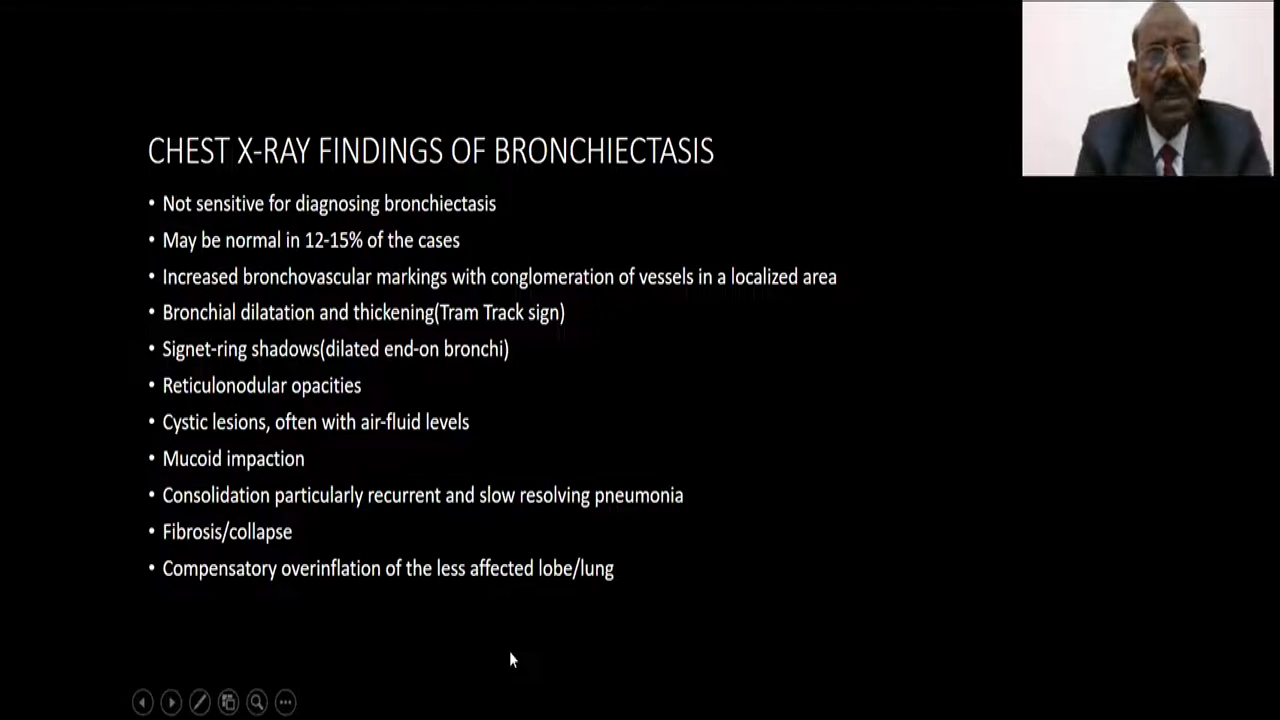 CHEST X-RAY FINDINGS OF BRONCHIECTASIS
• Not sensitive for diagnosing bronchiectasis
• May be normal in 12-15% of the cases
• Increased bronchovascular markings with conglomeration of vessels in a localized area
• Bronchial dilatation and thickening(Tram Track sign)
• Signet-ring shadows(dilated end-on bronchi)
• Reticulonodular opacities
• Cystic lesions, often with air-fluid levels
• Mucoid impaction
• Consolidation particularly recurrent and slow resolving pneumonia
• Fibrosis/collapse
• Compensatory overinflation of the less affected lobe/lung